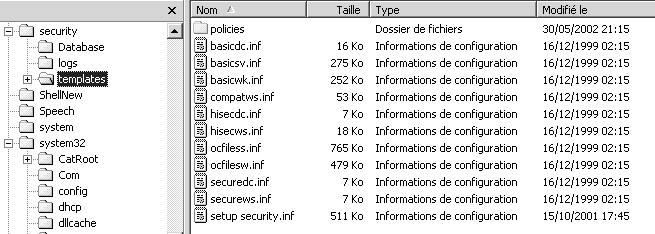 security
Database
logs
templates
ShellNew
Speech
system
system32
CatRoot
Com
config
dhcp
dllcache
Nom Taille Type Modifié le
policies Dossier de fichiers 30/05/2002 21:15
basicdc.inf 16 Ko Informations de configuration 16/12/1999 02:15
basicsv.inf 275 Ko Informations de configuration 16/12/1999 02:15
basicwk.inf 252 Ko Informations de configuration 16/12/1999 02:15
compatws.inf 53 Ko Informations de configuration 16/12/1999 02:15
hisecdc.inf 7 Ko Informations de configuration 16/12/1999 02:15
hisecws.inf 18 Ko Informations de configuration 16/12/1999 02:15
ocfiless.inf 765 Ko Informations de configuration 16/12/1999 02:15
ocfilesw.inf 479 Ko Informations de configuration 16/12/1999 02:15
securedc.inf 7 Ko Informations de configuration 16/12/1999 02:15
securews.inf 7 Ko Informations de configuration 16/12/1999 02:15
setup security.inf 511 Ko Informations de configuration 15/10/2001 17:45